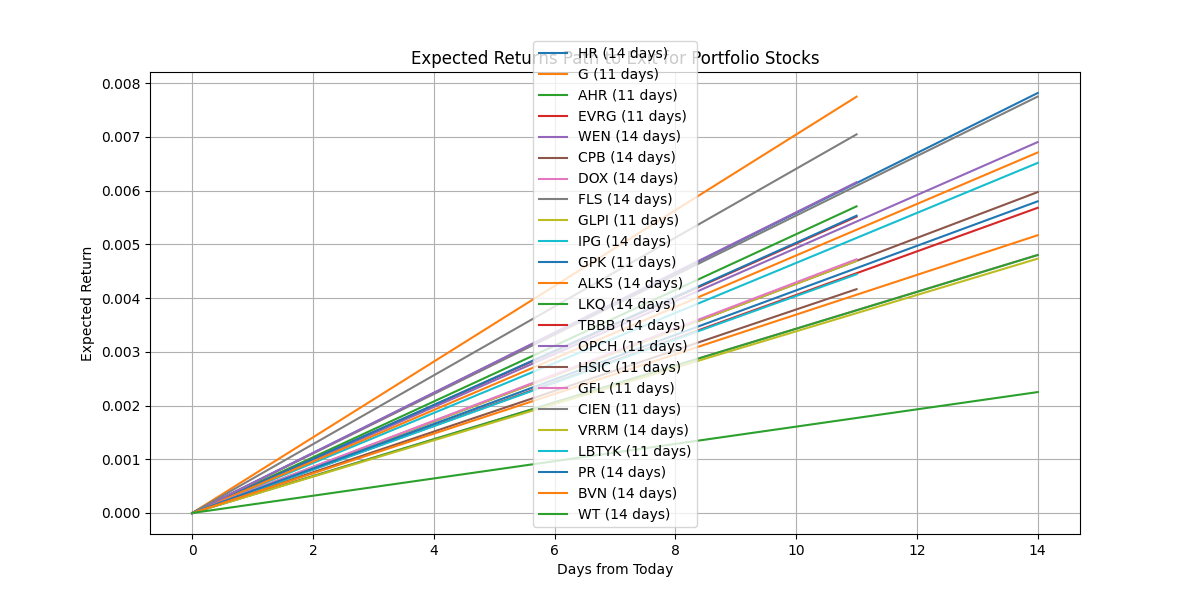 Expected Returns Path to Exit for Portfolio Stocks
HR (14 days)
G (11 days)
AHR (11 days)
EVRG (11 days)
WEN (14 days)
CPB (14 days)
DOX (14 days)
FLS (14 days)
GLPI (11 days)
IPG (14 days)
GPK (11 days)
ALKS (14 days)
LKQ (14 days)
TBBB (14 days)
OPCH (11 days)
HSIC (11 days)
GFL (11 days)
CIEN (11 days)
VRRM (14 days)
LBTYK (11 days)
PR (14 days)
BVN (14 days)
WT (14 days)
Expected Return
0.008
0.007
0.006
0.005
0.004
0.003
0.002
0.001
0.000
0 2 4 6 8 10 12 14
Days from Today